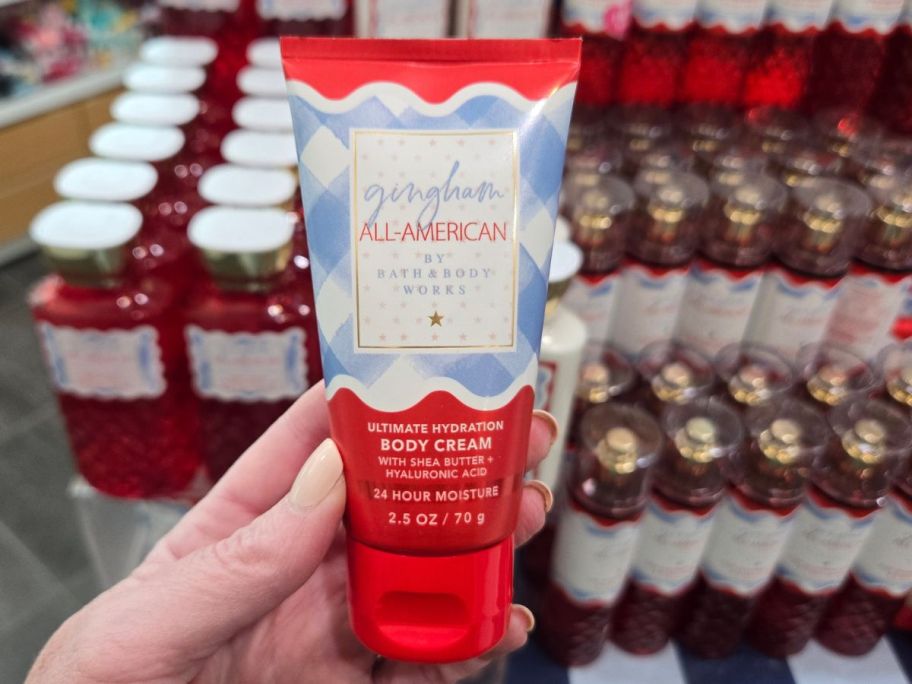 gingham
ALL-AMERICAN
BY
BATH & BODY
WORKS
ULTIMATE HYDRATION
BODY CREAM
WITH SHEA BUTTER +
HYALURONIC ACID
24 HOUR MOISTURE
2.5 OZ / 70 g